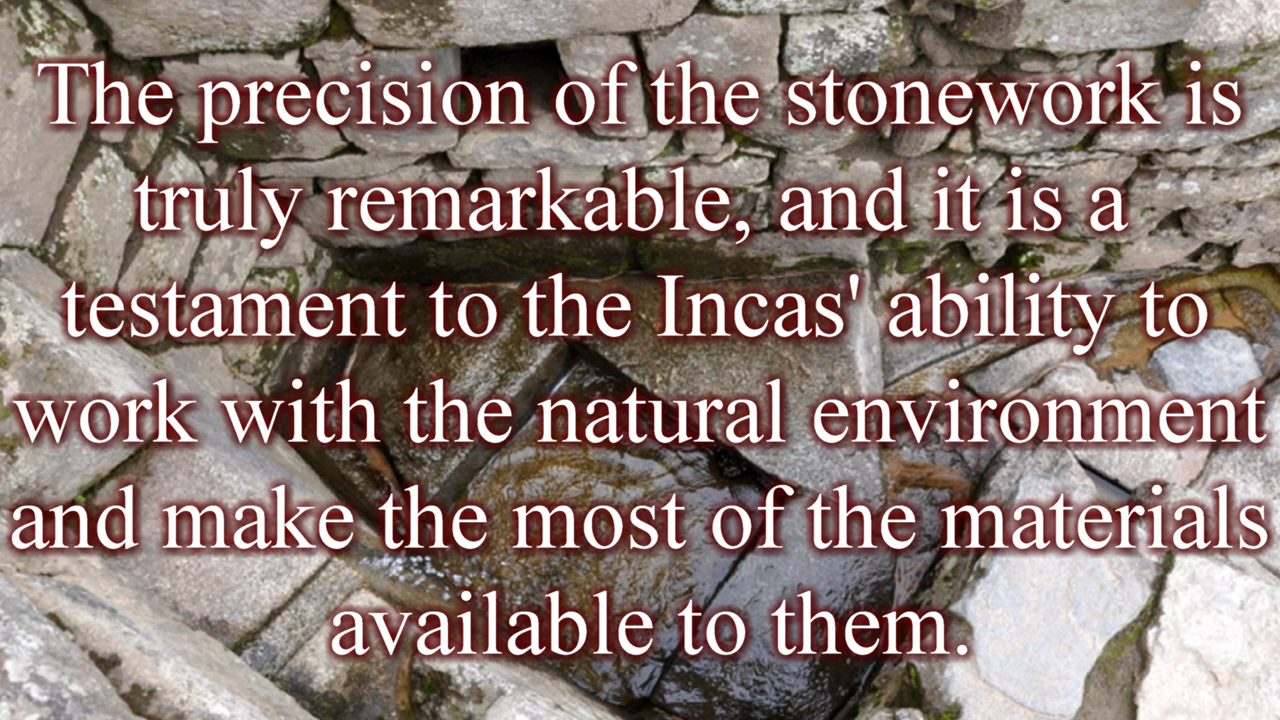 The precision of the stonework is
truly remarkable, and it is a
testament to the Incas' ability to
work with the natural environment
and make the most of the materials
available to them.